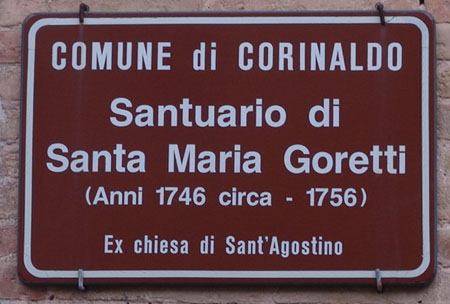 COMUNE di CORINALDO
Santuario di
Santa Maria Goretti
(Anni 1746 circa - 1756)
Ex chiesa di Sant'Agostino